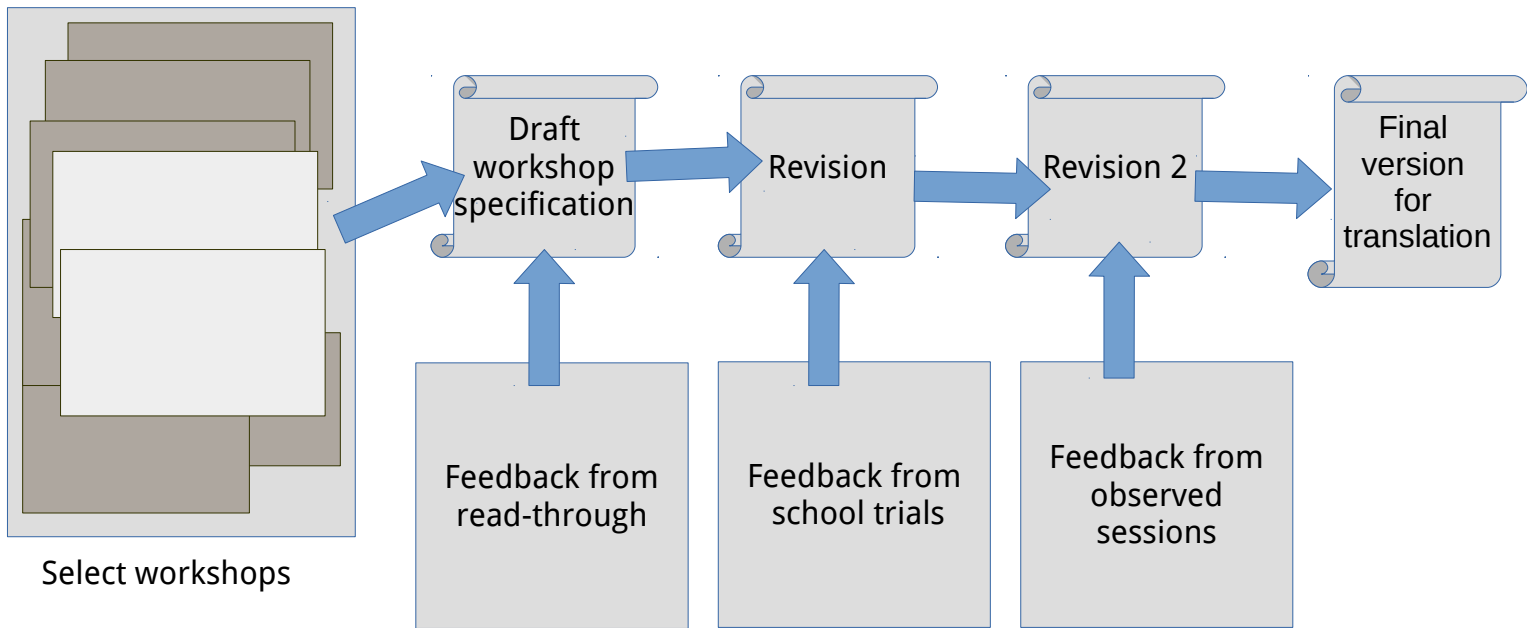 Draft
workshop
specification
Revision
Revision 2
Final
version
for
translation
Feedback from
read-through
Feedback from
school trials
Feedback from
observed
sessions
Select workshops